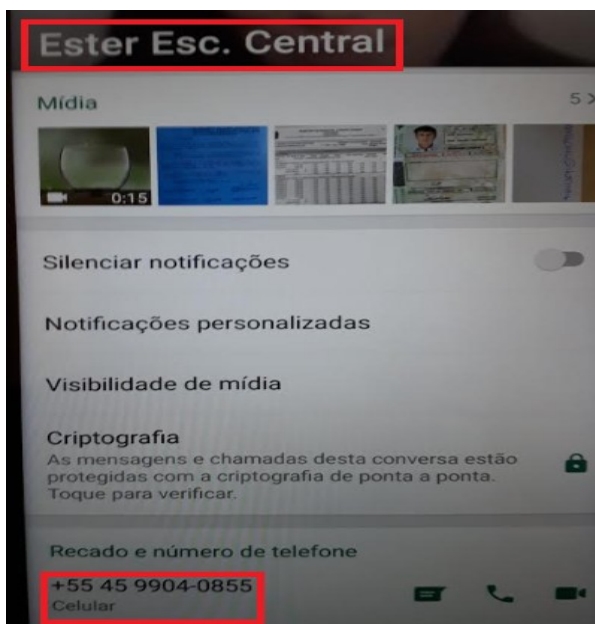 Ester Esc. Central
Mídia
5
0:15
Silenciar notificações
Notificações personalizadas
Visibilidade de mídia
Criptografia
As mensagens e chamadas desta conversa estão
protegidas com a criptografia de ponta a ponta.
Toque para verificar.
Recado e número de telefone
+55 45 9904-0855
Celular